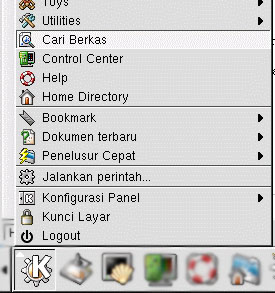 Toys
Utilities
Cari Berkas
Control Center
Help
Home Directory
Bookmark
Dokumen terbaru
Penelusur Cepat
Jalankan perintah...
Konfigurasi Panel
Kunci Layar
Logout